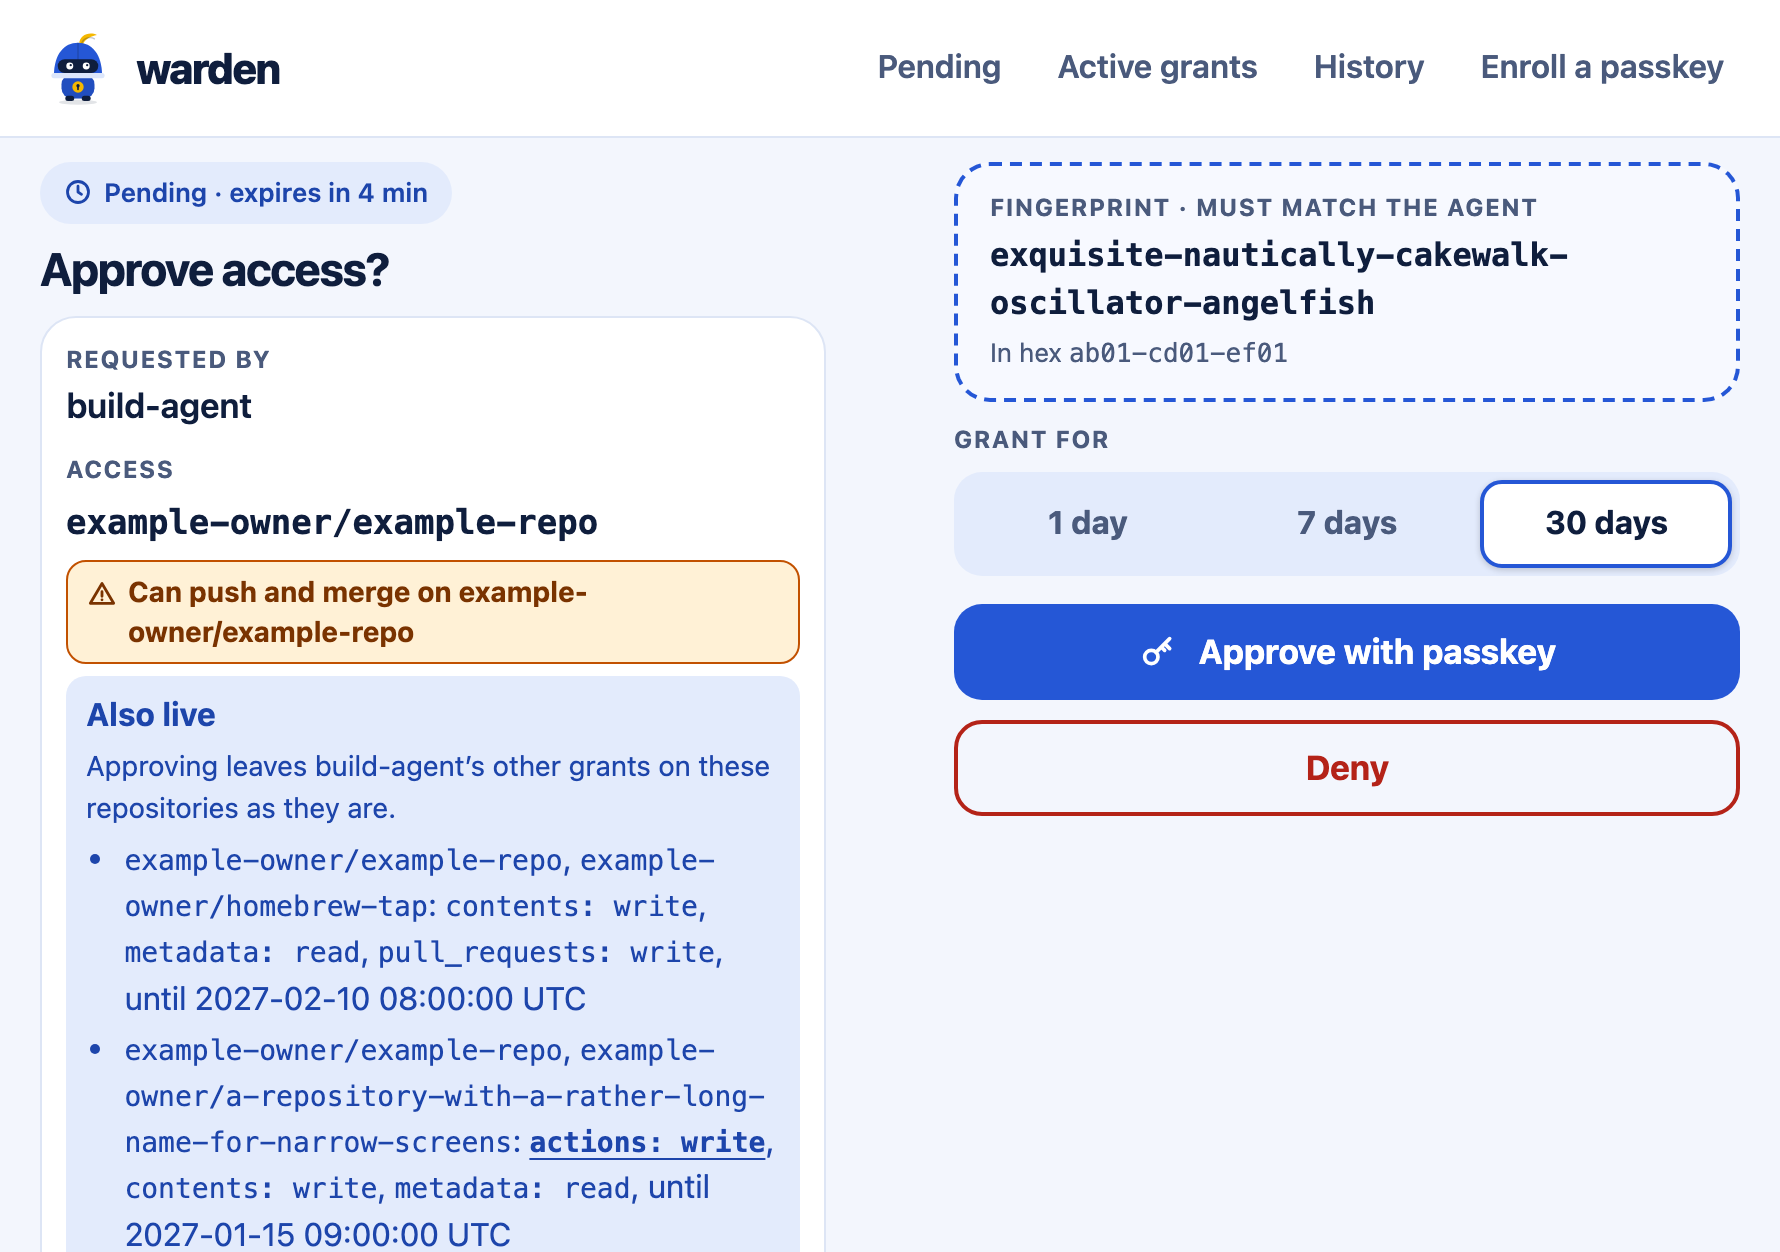 warden
Pending
Active grants
History
Enroll a passkey
Pending · expires in 4 min
Approve access?
REQUESTED BY
build-agent
ACCESS
example-owner/example-repo
Can push and merge on example-
owner/example-repo
Also live
Approving leaves build-agent’s other grants on these
repositories as they are.
• example-owner/example-repo, example-
owner/homebrew-tap: contents: write,
metadata: read, pull_requests: write,
until 2027-02-10 08:00:00 UTC
• example-owner/example-repo, example-
owner/a-repository-with-a-rather-long-
name-for-narrow-screens: actions: write,
contents: write, metadata: read, until
2027-01-15 09:00:00 UTC
FINGERPRINT · MUST MATCH THE AGENT
exquisite-nautically-cakewalk-
oscillator-angelfish
In hex ab01-cd01-ef01
GRANT FOR
1 day
7 days
30 days
Approve with passkey
Deny